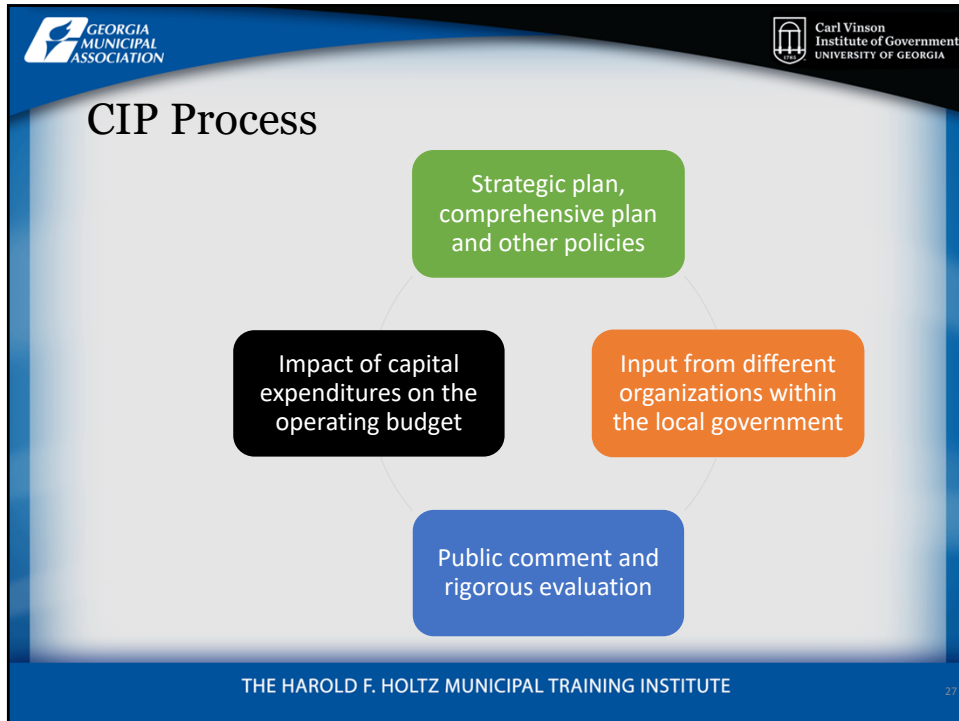 GEORGIA
MUNICIPAL
ASSOCIATION
Carl Vinson
Institute of Government
UNIVERSITY OF GEORGIA
1785
CIP Process
Strategic plan,
comprehensive plan
and other policies
Impact of capital
expenditures on the
operating budget
Input from different
organizations within
the local government
Public comment and
rigorous evaluation
THE HAROLD F. HOLTZ MUNICIPAL TRAINING INSTITUTE
27